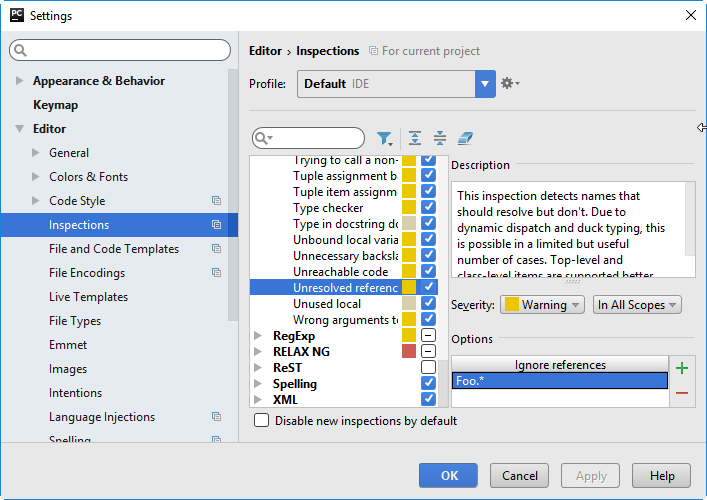 PC Settings
Appearance & Behavior
Keymap
Editor
General
Colors & Fonts
Code Style
Inspections
File and Code Templates
File Encodings
Live Templates
File Types
Emmet
Images
Intentions
Language Injections
Spelling
Editor › Inspections For current project
Profile: Default IDE
Trying to call a non-
Tuple assignment b
Tuple item assignm
Type checker
Type in docstring do
Unbound local varia
Unnecessary backsla
Unreachable code
Unresolved referenc
Unused local
Wrong arguments to
RegExp
RELAX NG
ReST
Spelling
XML
Disable new inspections by default
Description
This inspection detects names that
should resolve but don't. Due to
dynamic dispatch and duck typing, this
is possible in a limited but useful
number of cases. Top-level and
class-level items are supported better
Severity: Warning In All Scopes
Options
Ignore references
Foo.*
OK Cancel Apply Help